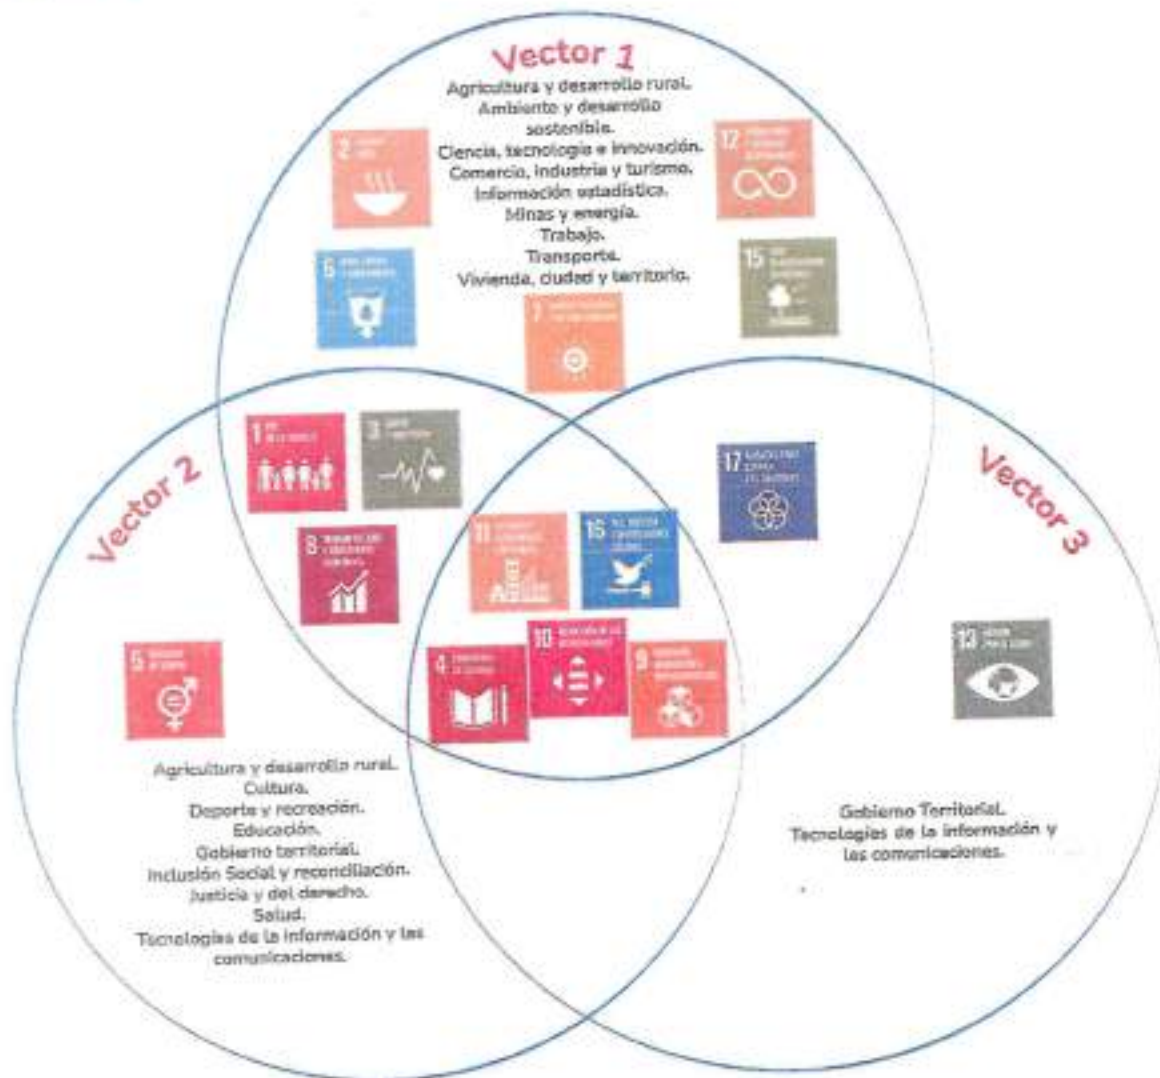 Vector 1
Agricultura y desarrollo rural.
Ambiente y desarrollo
sostenible.
Ciencia, tecnología e innovación.
Comercio, industria y turismo.
Información estadística.
Minas y energía.
Trabajo.
Transporte.
Vivienda, ciudad y territorio.
2
12
6
15
7
Vector 2
1
3
8
11
16
17
Vector 3
5
4
10
9
13
Agricultura y desarrollo rural.
Cultura.
Deporte y recreación.
Educación.
Gobierno territorial.
Inclusión Social y reconciliación.
Justicia y del derecho.
Salud.
Tecnologías de la información y las
comunicaciones.
Gobierno Territorial.
Tecnologías de la información y
las comunicaciones.